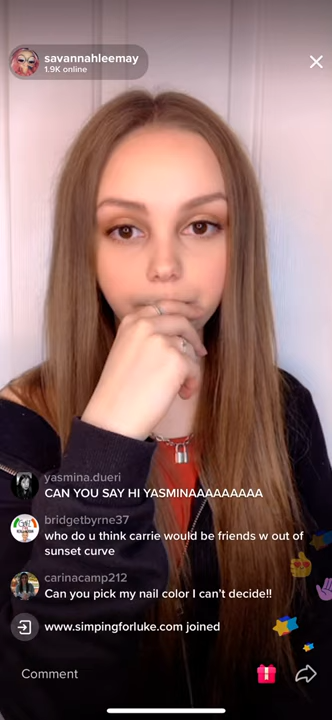 savannahleemay
1.9K online
yasmina.dueri
CAN YOU SAY HI YASMINAAAAAAAAA
bridgetbyrne37
who do u think carrie would be friends w out of
sunset curve
carinacamp212
Can you pick my nail color I can't decide!!
www.simpingforluke.com joined
Comment